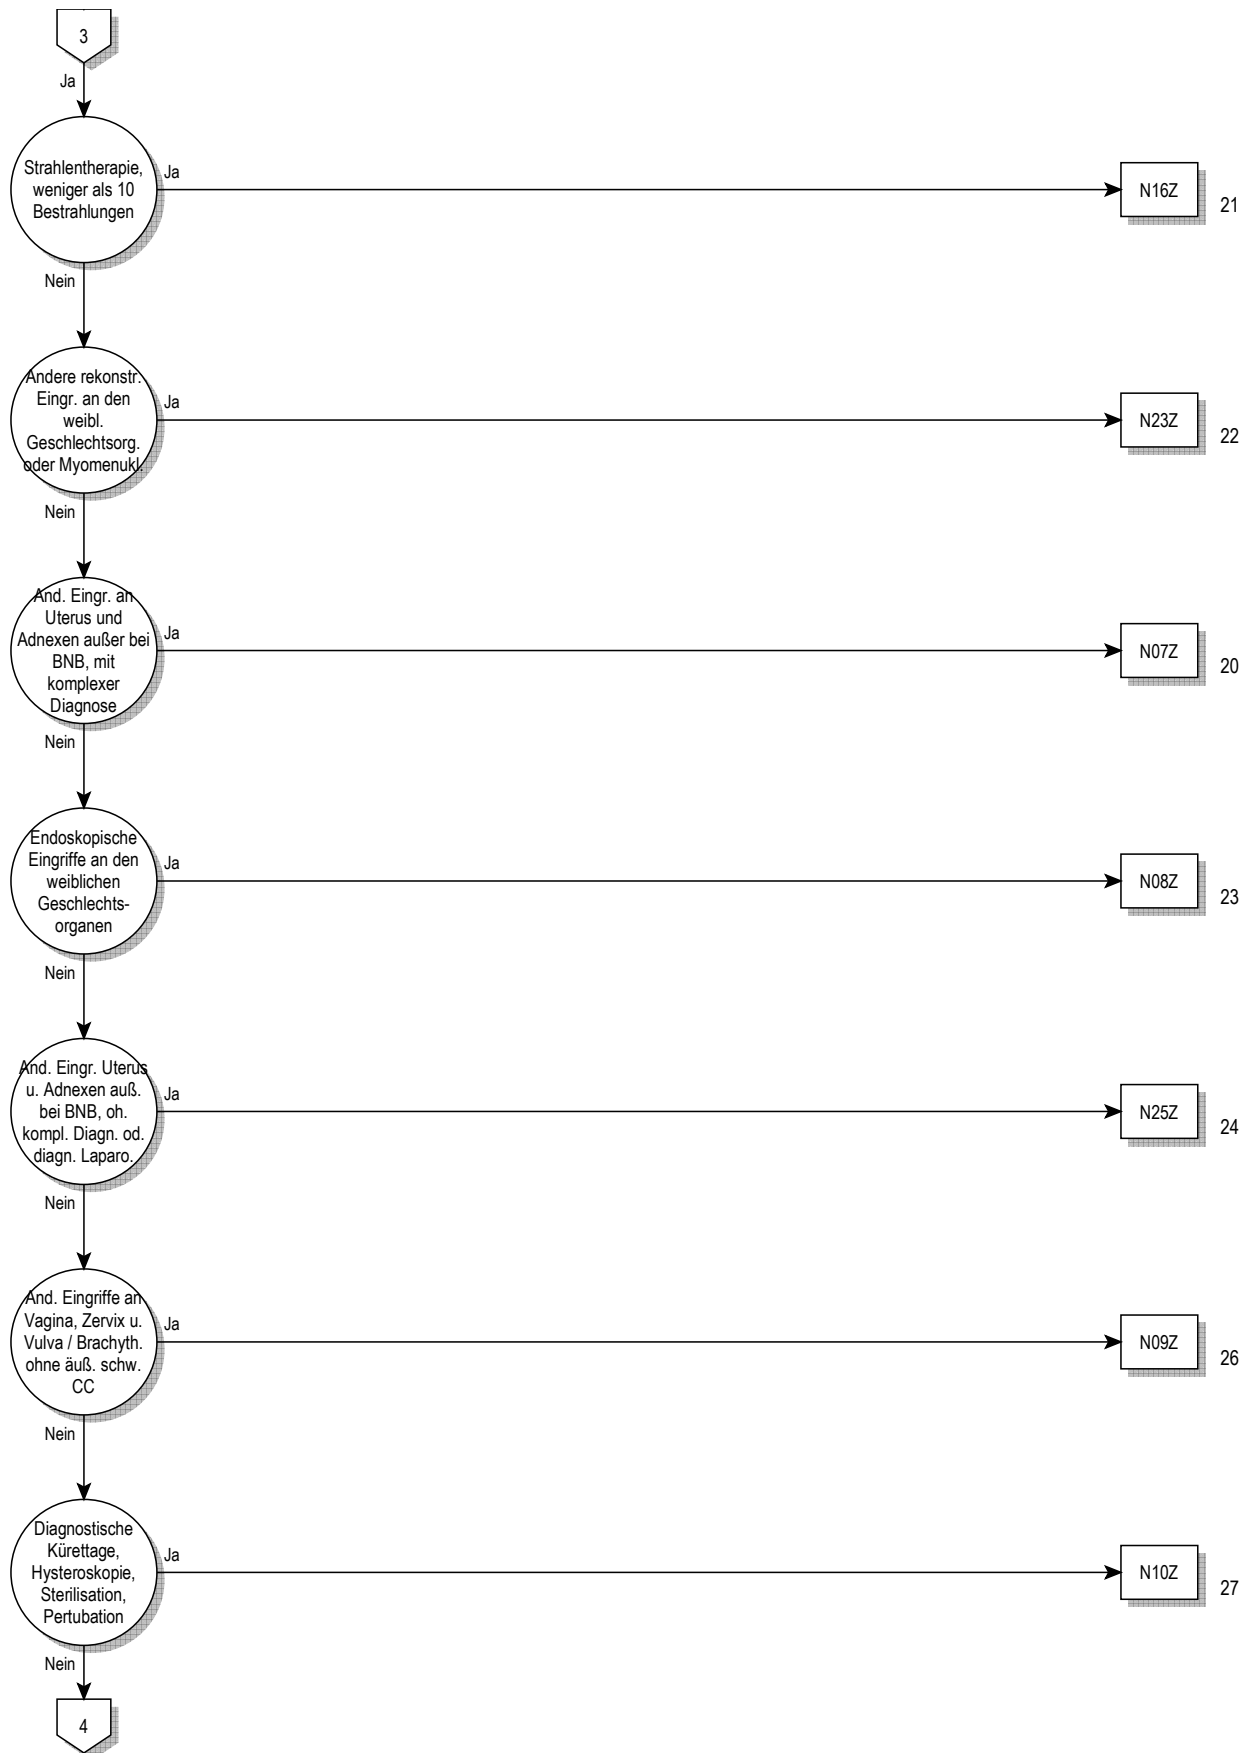 3
Ja
Strahlentherapie,
weniger als 10
Bestrahlungen
Ja
N16Z
21
Nein
Andere rekonstr.
Eingr. an den
weibl.
Geschlechtsorg.
oder Myomenukl.
Ja
N23Z
22
Nein
And. Eingr. an
Uterus und
Adnexen außer bei
BNB, mit
komplexer
Diagnose
Ja
N07Z
20
Nein
Endoskopische
Eingriffe an den
weiblichen
Geschlechts-
organen
Ja
N08Z
23
Nein
And. Eingr. Uterus
u. Adnexen auß.
bei BNB, oh.
kompl. Diagn. od.
diagn. Laparo.
Ja
N25Z
24
Nein
And. Eingriffe an
Vagina, Zervix u.
Vulva / Brachyth.
ohne äuß. schw.
CC
Ja
N09Z
26
Nein
Diagnostische
Kürettage,
Hysteroskopie,
Sterilisation,
Pertubation
Ja
N10Z
27
Nein
4